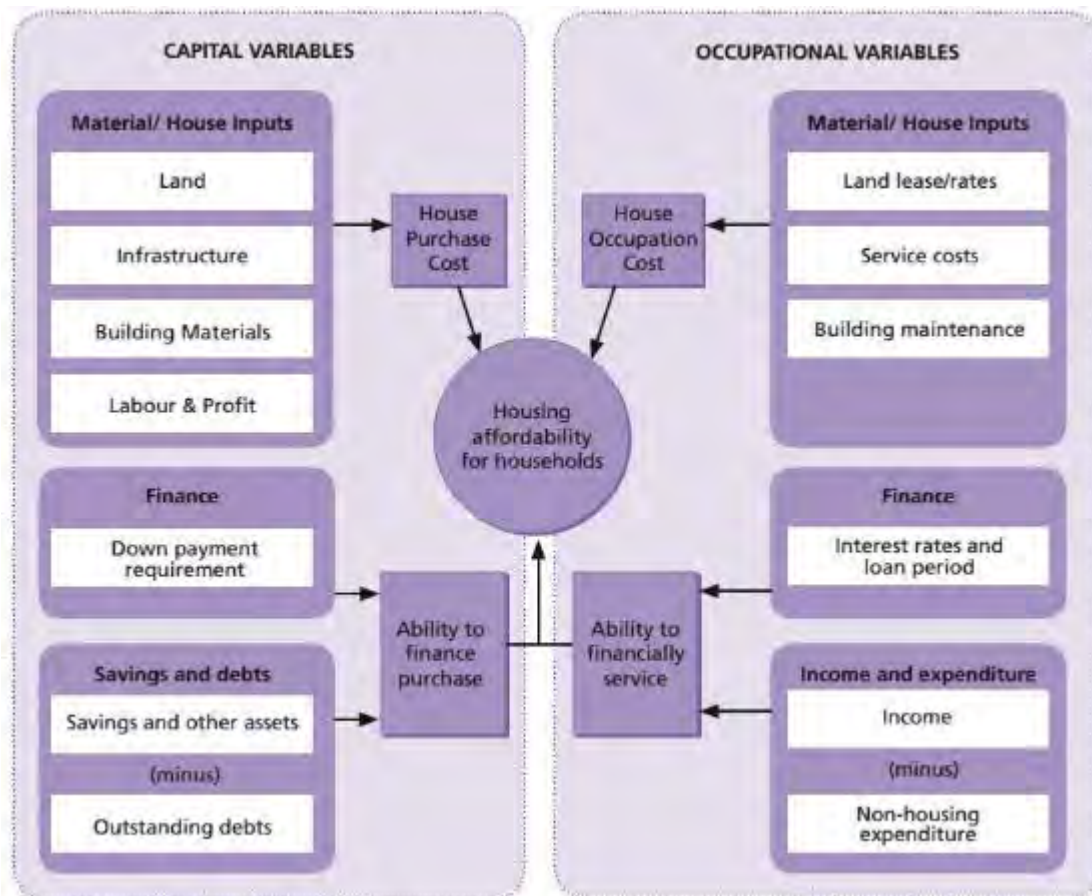 CAPITAL VARIABLES
Material/ House Inputs
Land
Infrastructure
Building Materials
Labour & Profit
House
Purchase
Cost
Finance
Down payment
requirement
Savings and debts
Savings and other assets
(minus)
Outstanding debts
Ability to
finance
purchase
Housing
affordability
for households
OCCUPATIONAL VARIABLES
Material/ House Inputs
Land lease/rates
Service costs
Building maintenance
House
Occupation
Cost
Finance
Interest rates and
loan period
Ability to
financially
service
Income and expenditure
Income
(minus)
Non-housing
expenditure